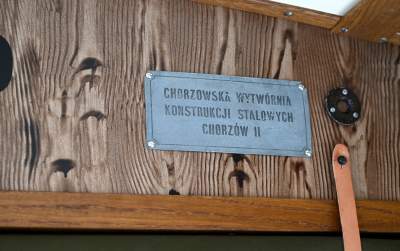 CHORZOWSKA WYTWÓRNIA
KONSTRUKCJI STALOWYCH
CHORZÓW II